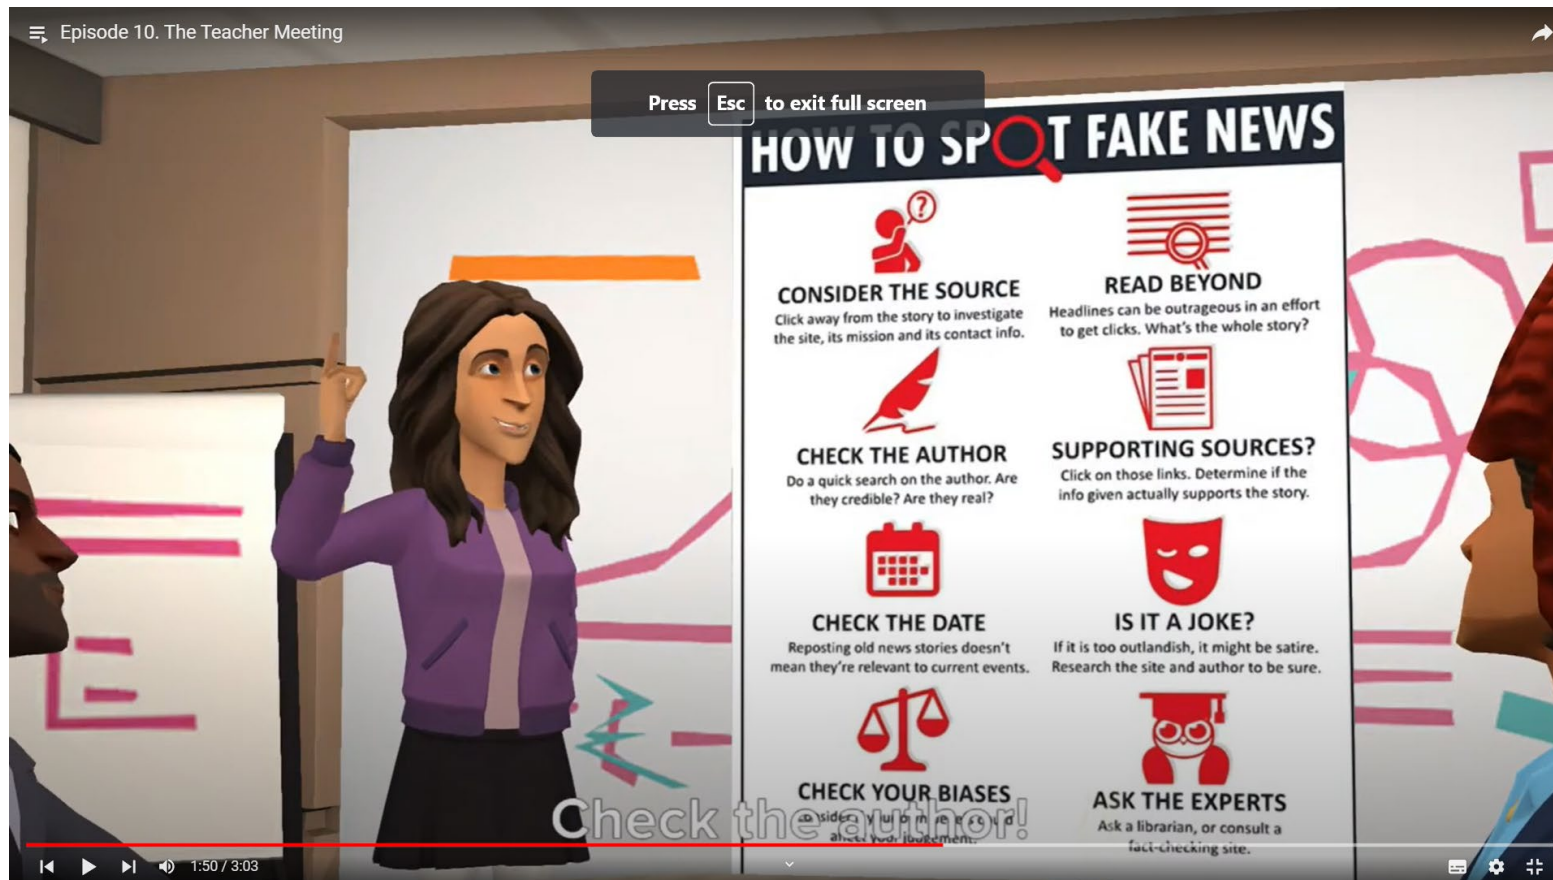 Episode 10. The Teacher Meeting
Press Esc to exit full screen
HOW TO SPOT FAKE NEWS
CONSIDER THE SOURCE
Click away from the story to investigate
the site, its mission and its contact info.
READ BEYOND
Headlines can be outrageous in an effort
to get clicks. What's the whole story?
CHECK THE AUTHOR
Do a quick search on the author. Are
they credible? Are they real?
SUPPORTING SOURCES?
Click on those links. Determine if the
info given actually supports the story.
CHECK THE DATE
Reposting old news stories doesn't
mean they're relevant to current events.
IS IT A JOKE?
If it is too outlandish, it might be satire.
Research the site and author to be sure.
CHECK YOUR BIASES
judgement.
ASK THE EXPERTS
Ask a librarian, or consult a
fact-checking site.
Check the author!
1:50 / 3:03